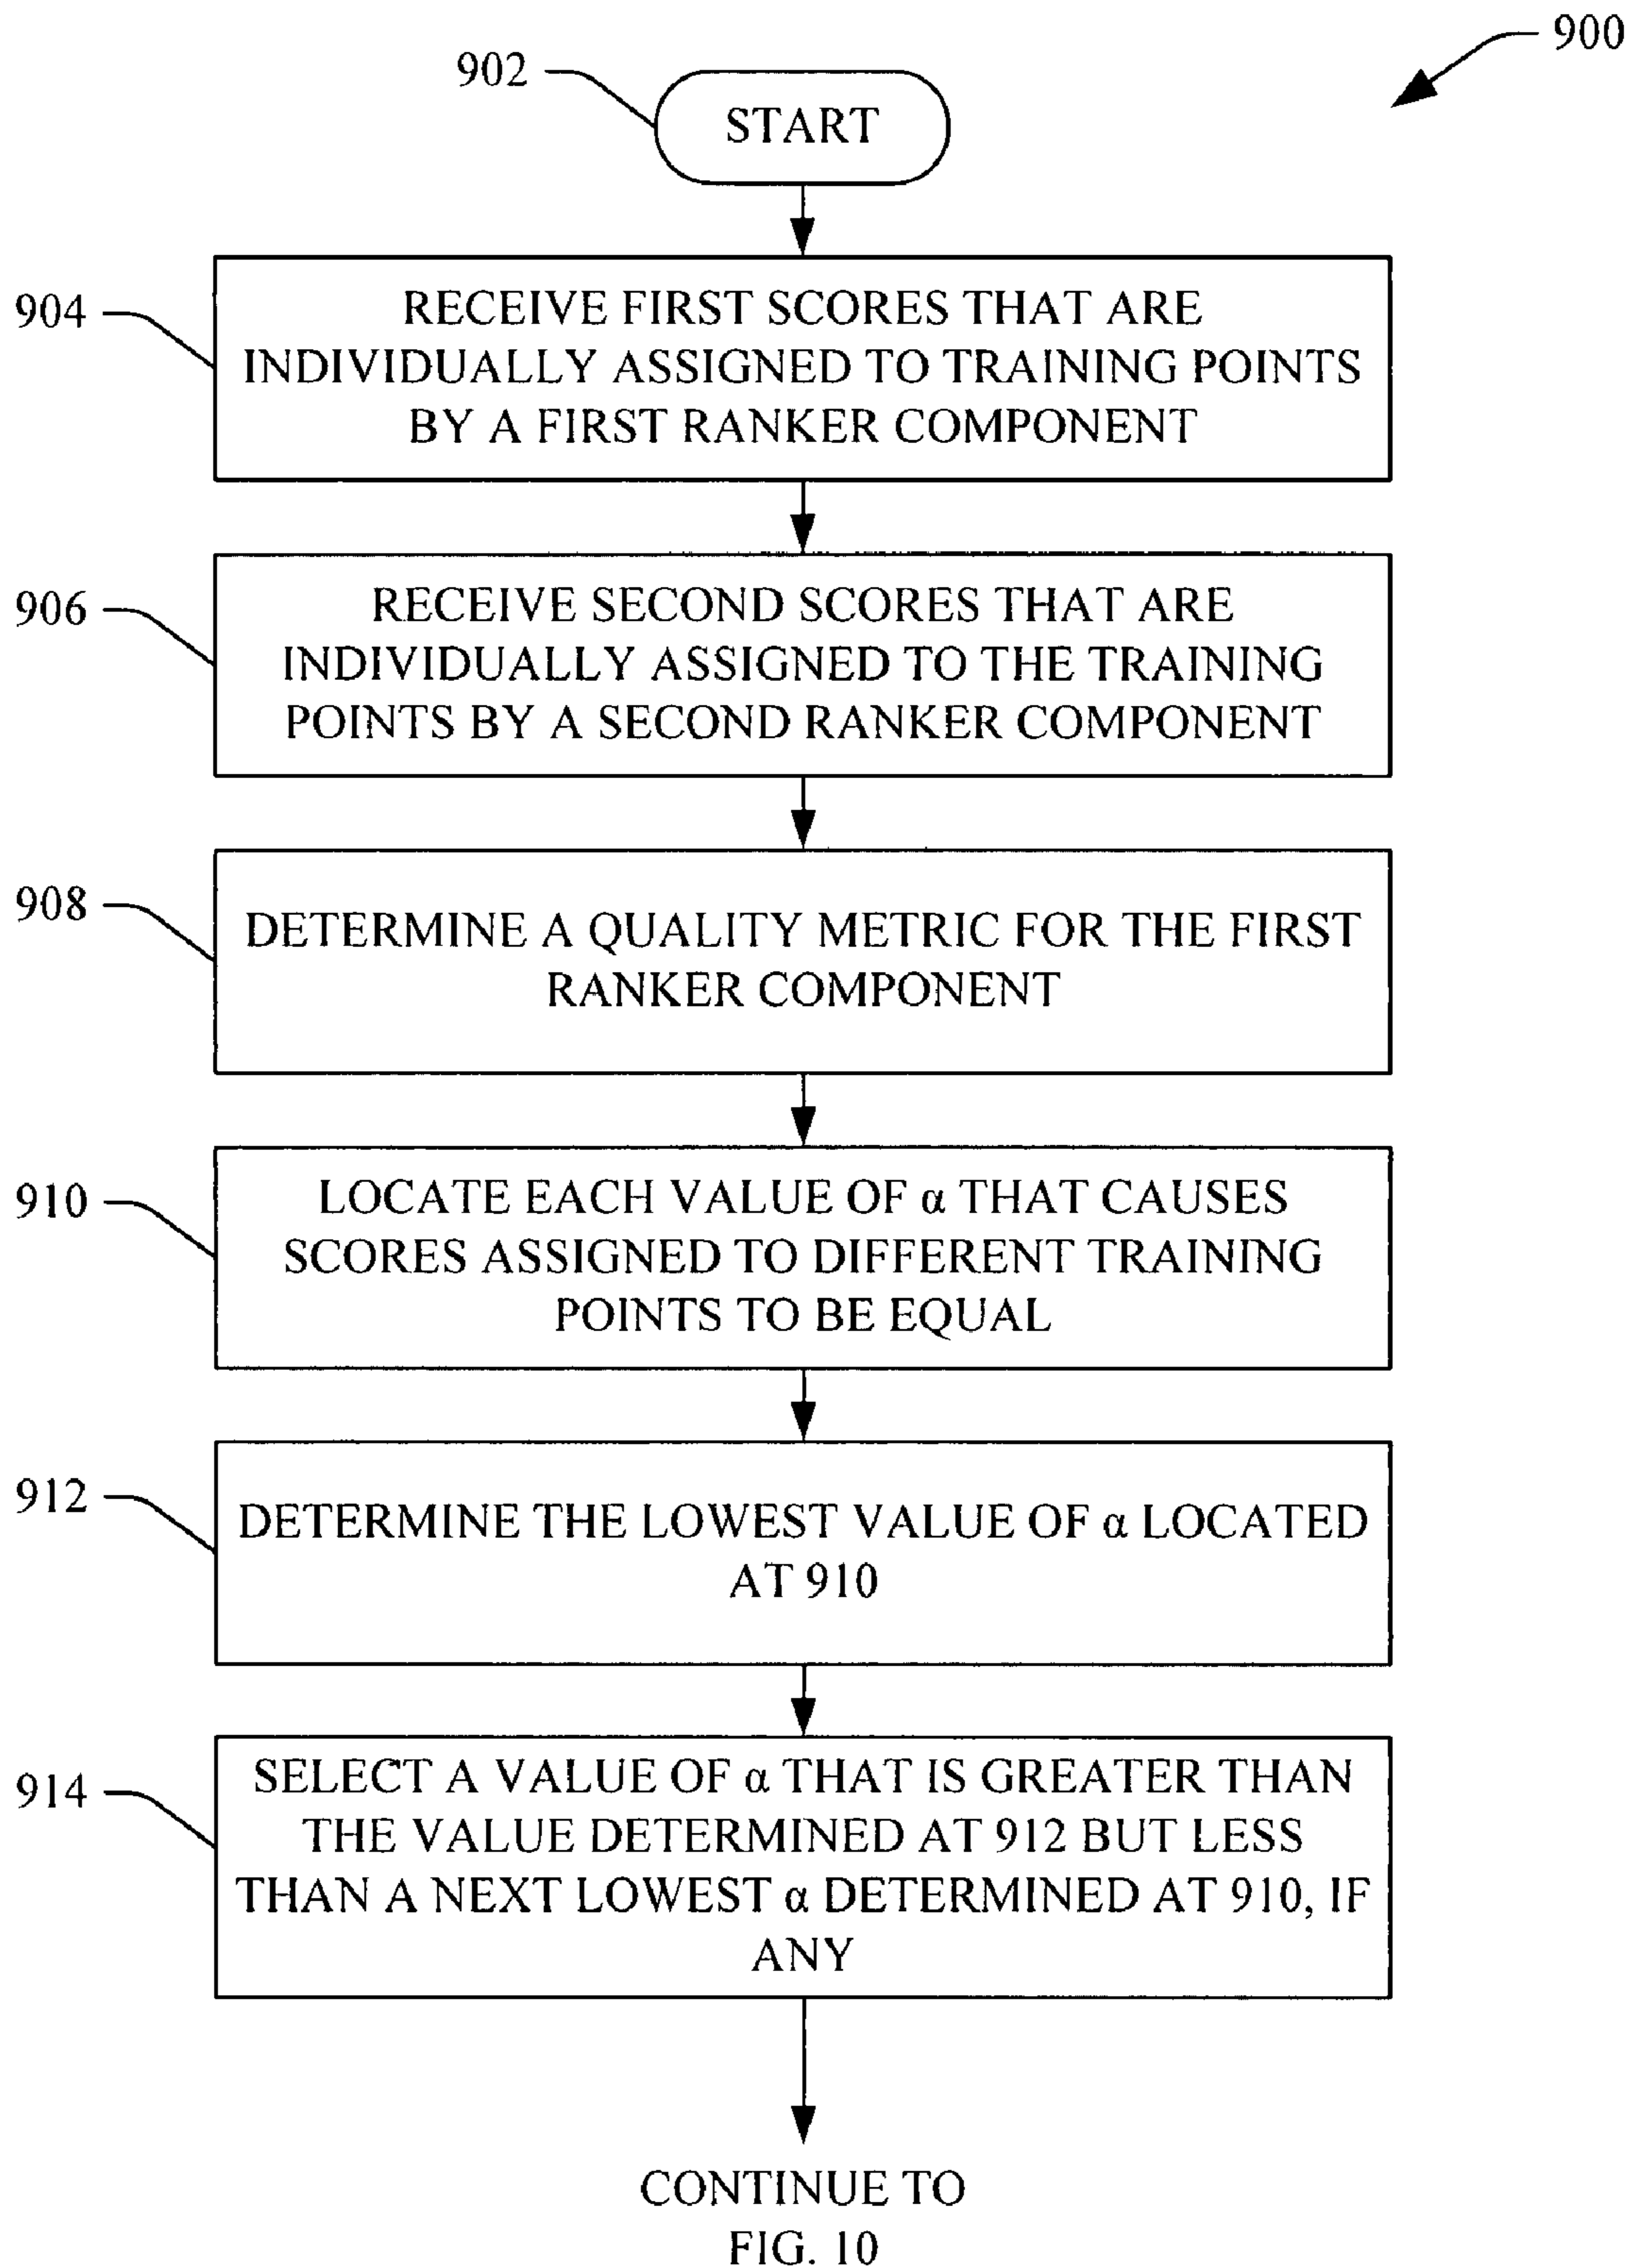 900
902
START
904
RECEIVE FIRST SCORES THAT ARE
INDIVIDUALLY ASSIGNED TO TRAINING POINTS
BY A FIRST RANKER COMPONENT
906
RECEIVE SECOND SCORES THAT ARE
INDIVIDUALLY ASSIGNED TO THE TRAINING
POINTS BY A SECOND RANKER COMPONENT
908
DETERMINE A QUALITY METRIC FOR THE FIRST
RANKER COMPONENT
910
LOCATE EACH VALUE OF α THAT CAUSES
SCORES ASSIGNED TO DIFFERENT TRAINING
POINTS TO BE EQUAL
912
DETERMINE THE LOWEST VALUE OF α LOCATED
AT 910
914
SELECT A VALUE OF α THAT IS GREATER THAN
THE VALUE DETERMINED AT 912 BUT LESS
THAN A NEXT LOWEST α DETERMINED AT 910, IF
ANY
CONTINUE TO
FIG. 10